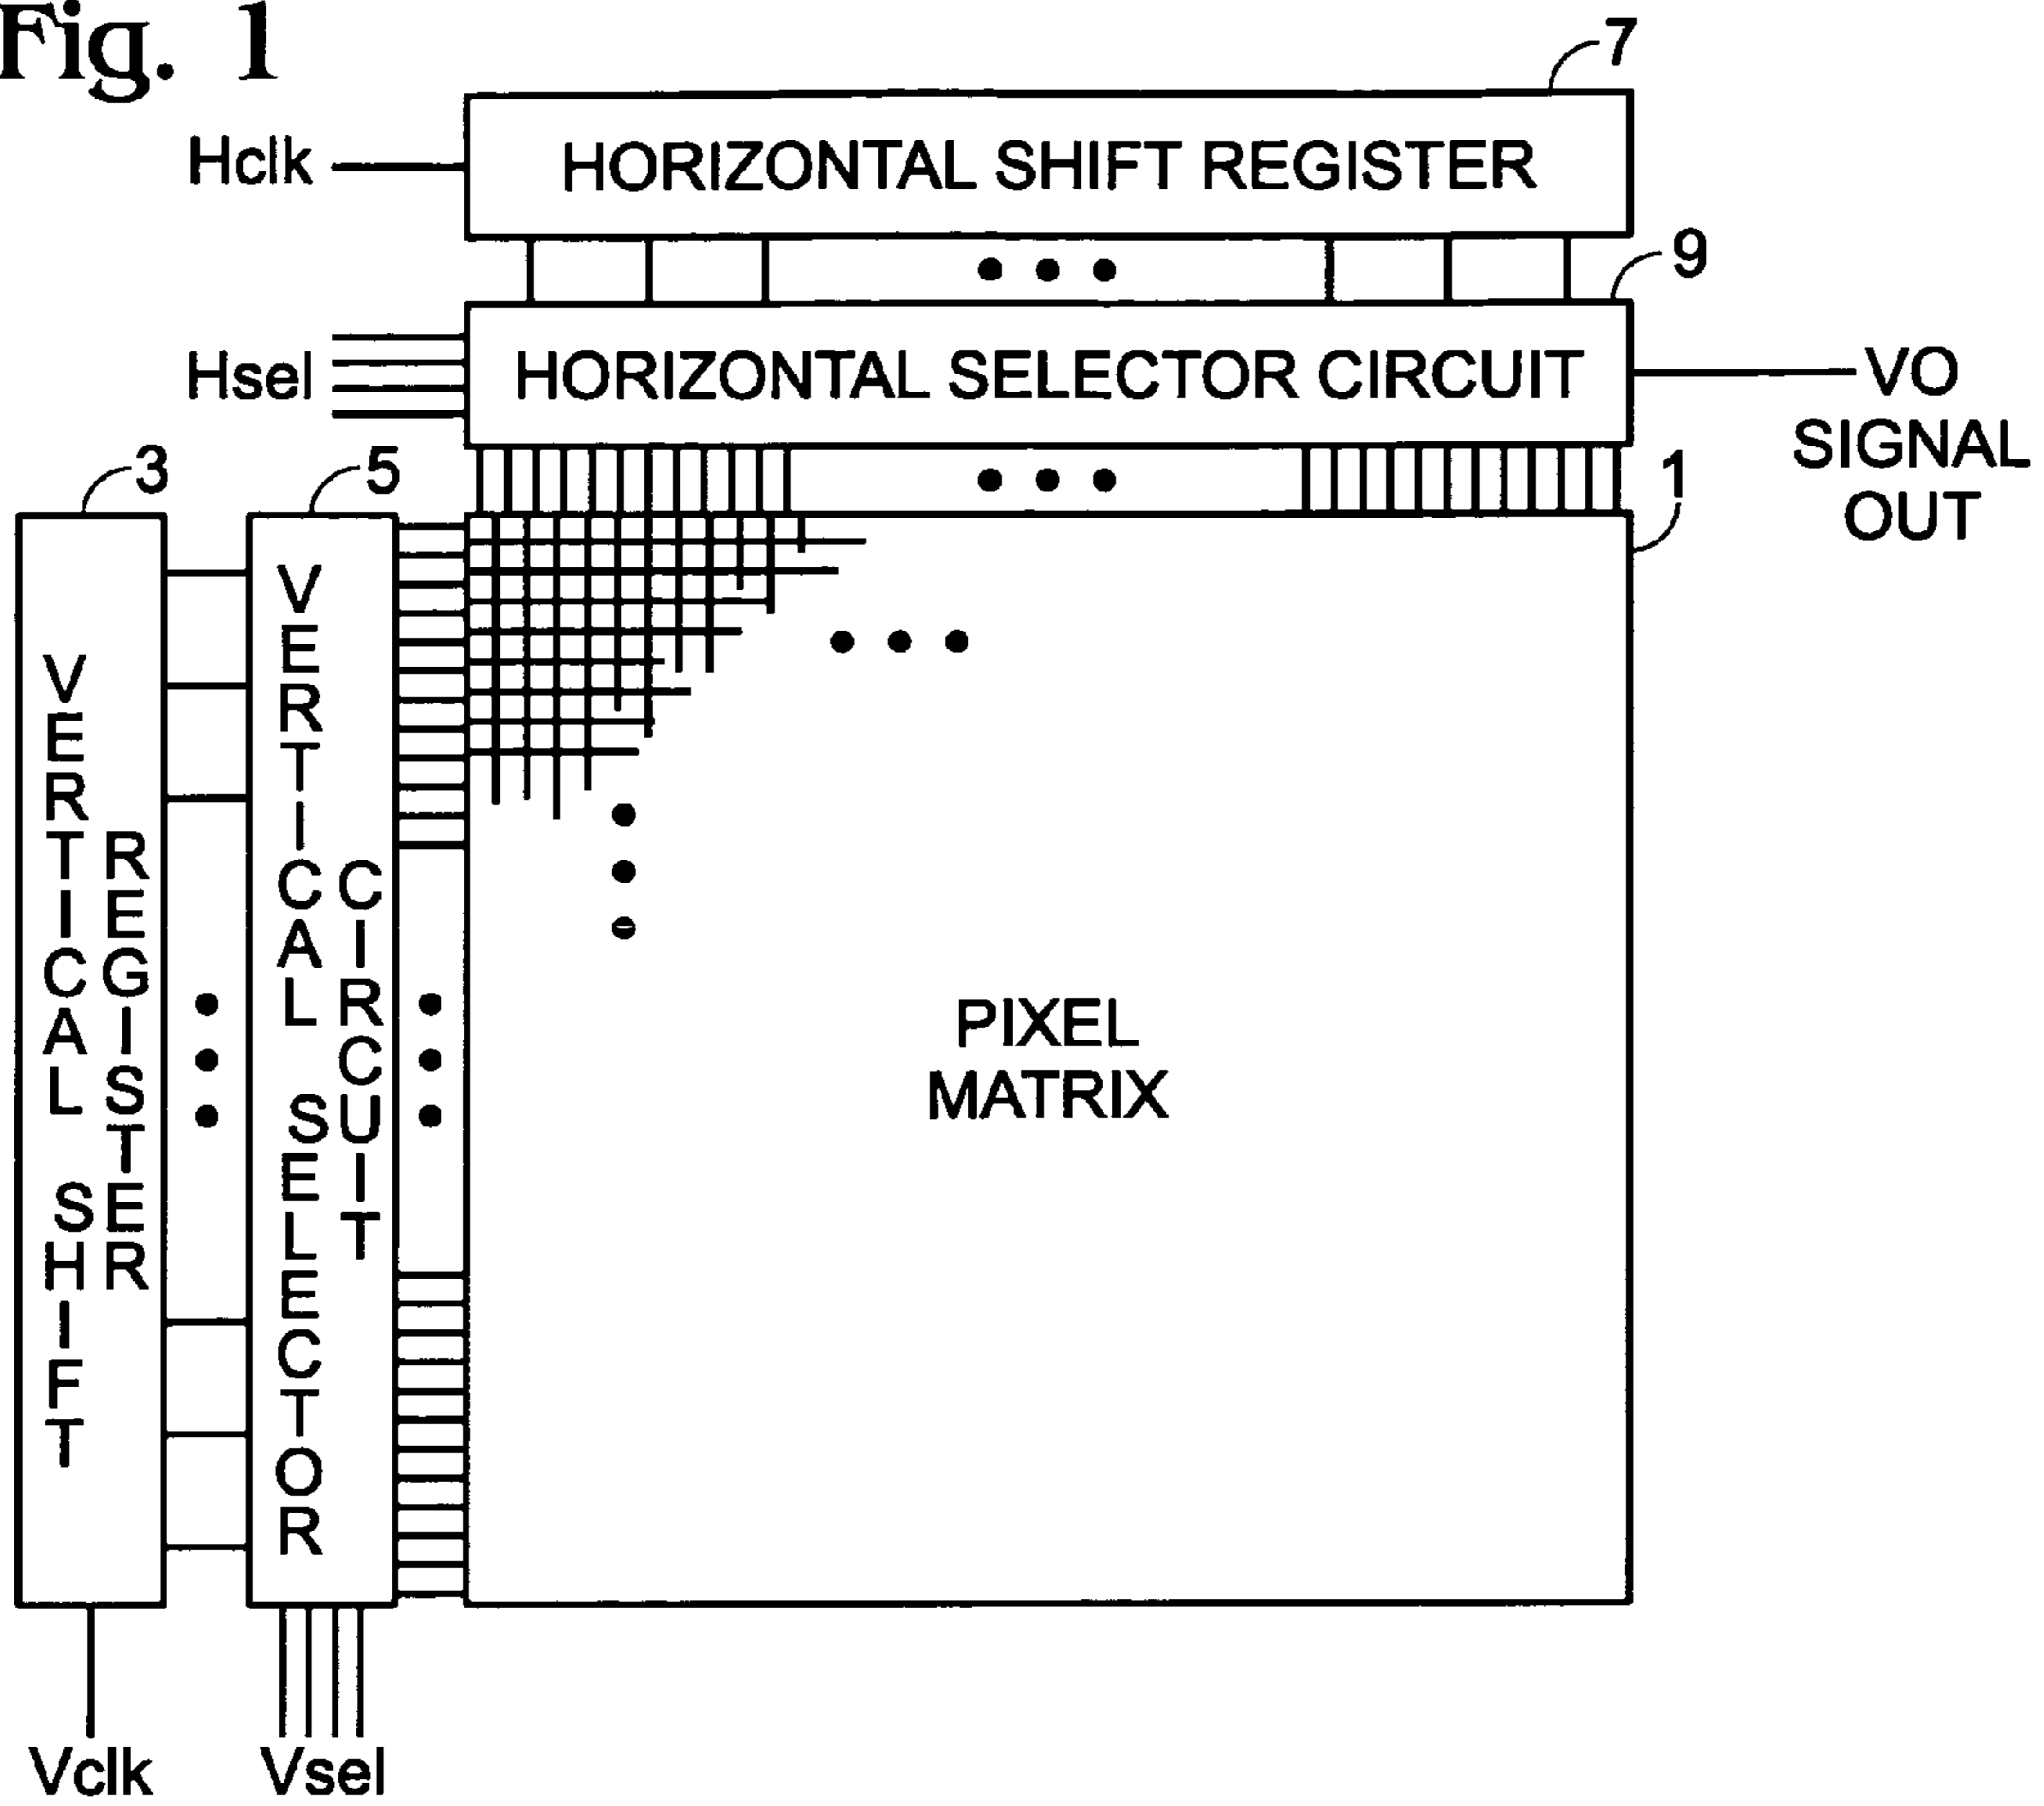 Fig. 1
7
Hclk
HORIZONTAL SHIFT REGISTER
9
Hsel
HORIZONTAL SELECTOR CIRCUIT
VO
SIGNAL
OUT
3
5
1
VERTICAL SHIFT
REGISTER
VERTICAL SELECTOR
CIRCUIT
PIXEL
MATRIX
Vclk
Vsel